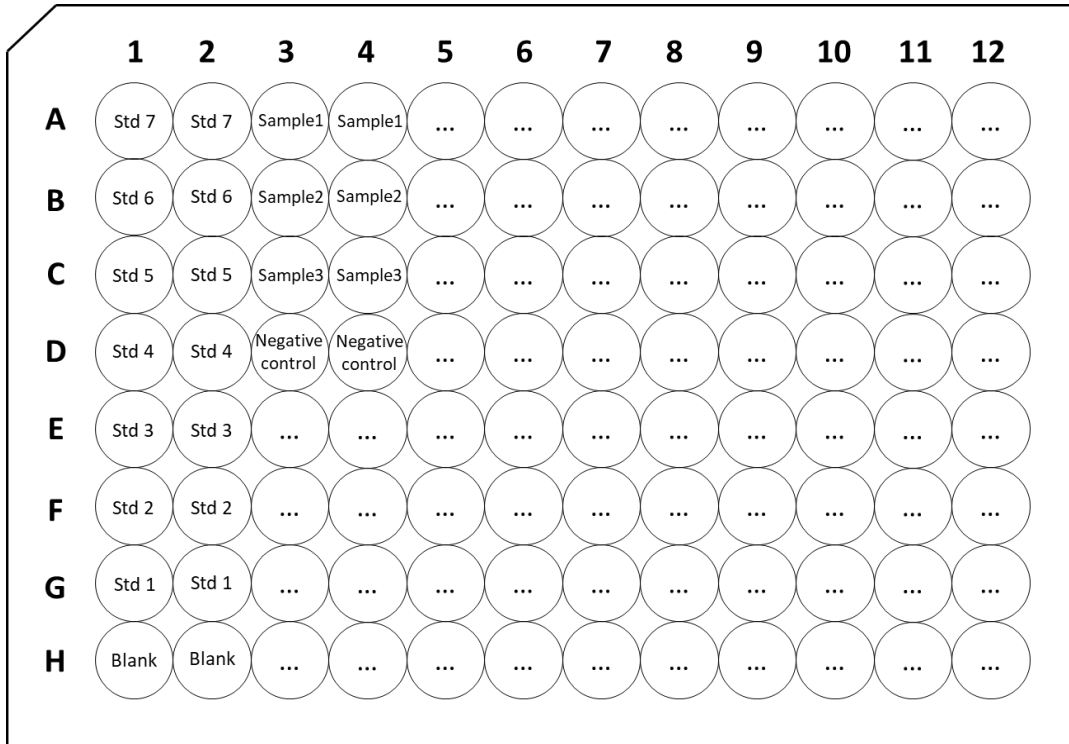 1 2 3 4 5 6 7 8 9 10 11 12
A Std 7 Std 7 Sample1 Sample1 ... ... ... ... ... ... ... ...
B Std 6 Std 6 Sample2 Sample2 ... ... ... ... ... ... ... ...
C Std 5 Std 5 Sample3 Sample3 ... ... ... ... ... ... ... ...
D Std 4 Std 4 Negative control Negative control ... ... ... ... ... ... ... ...
E Std 3 Std 3 ... ... ... ... ... ... ... ... ... ...
F Std 2 Std 2 ... ... ... ... ... ... ... ... ... ...
G Std 1 Std 1 ... ... ... ... ... ... ... ... ... ...
H Blank Blank ... ... ... ... ... ... ... ... ... ...